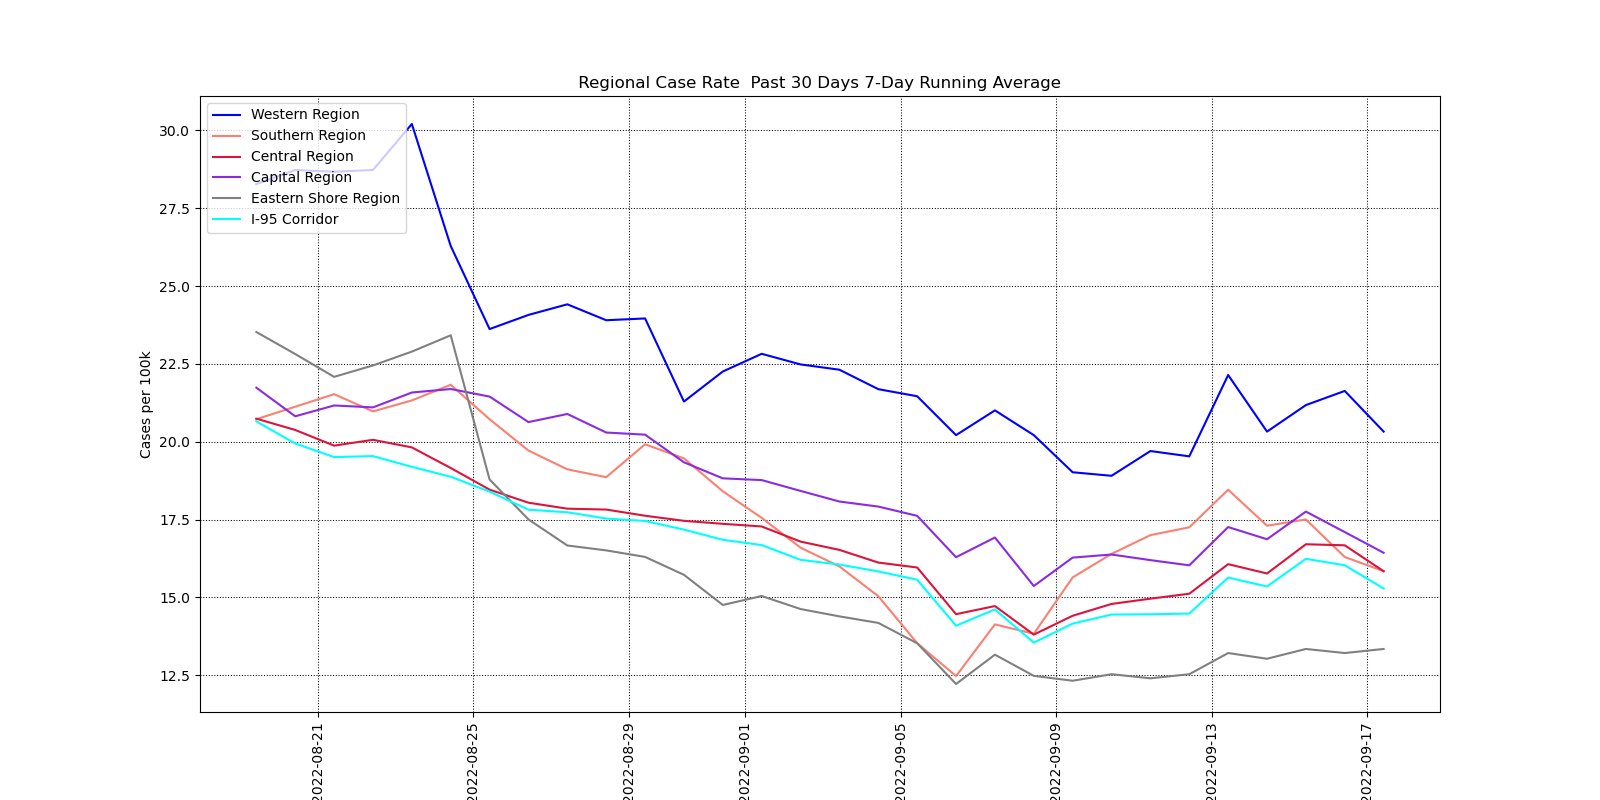 Regional Case Rate  Past 30 Days 7-Day Running Average
Western Region
Southern Region
Central Region
Capital Region
Eastern Shore Region
I-95 Corridor
Cases per 100k
30.0
27.5
25.0
22.5
20.0
17.5
15.0
12.5
2022-08-21
2022-08-25
2022-08-29
2022-09-01
2022-09-05
2022-09-09
2022-09-13
2022-09-17